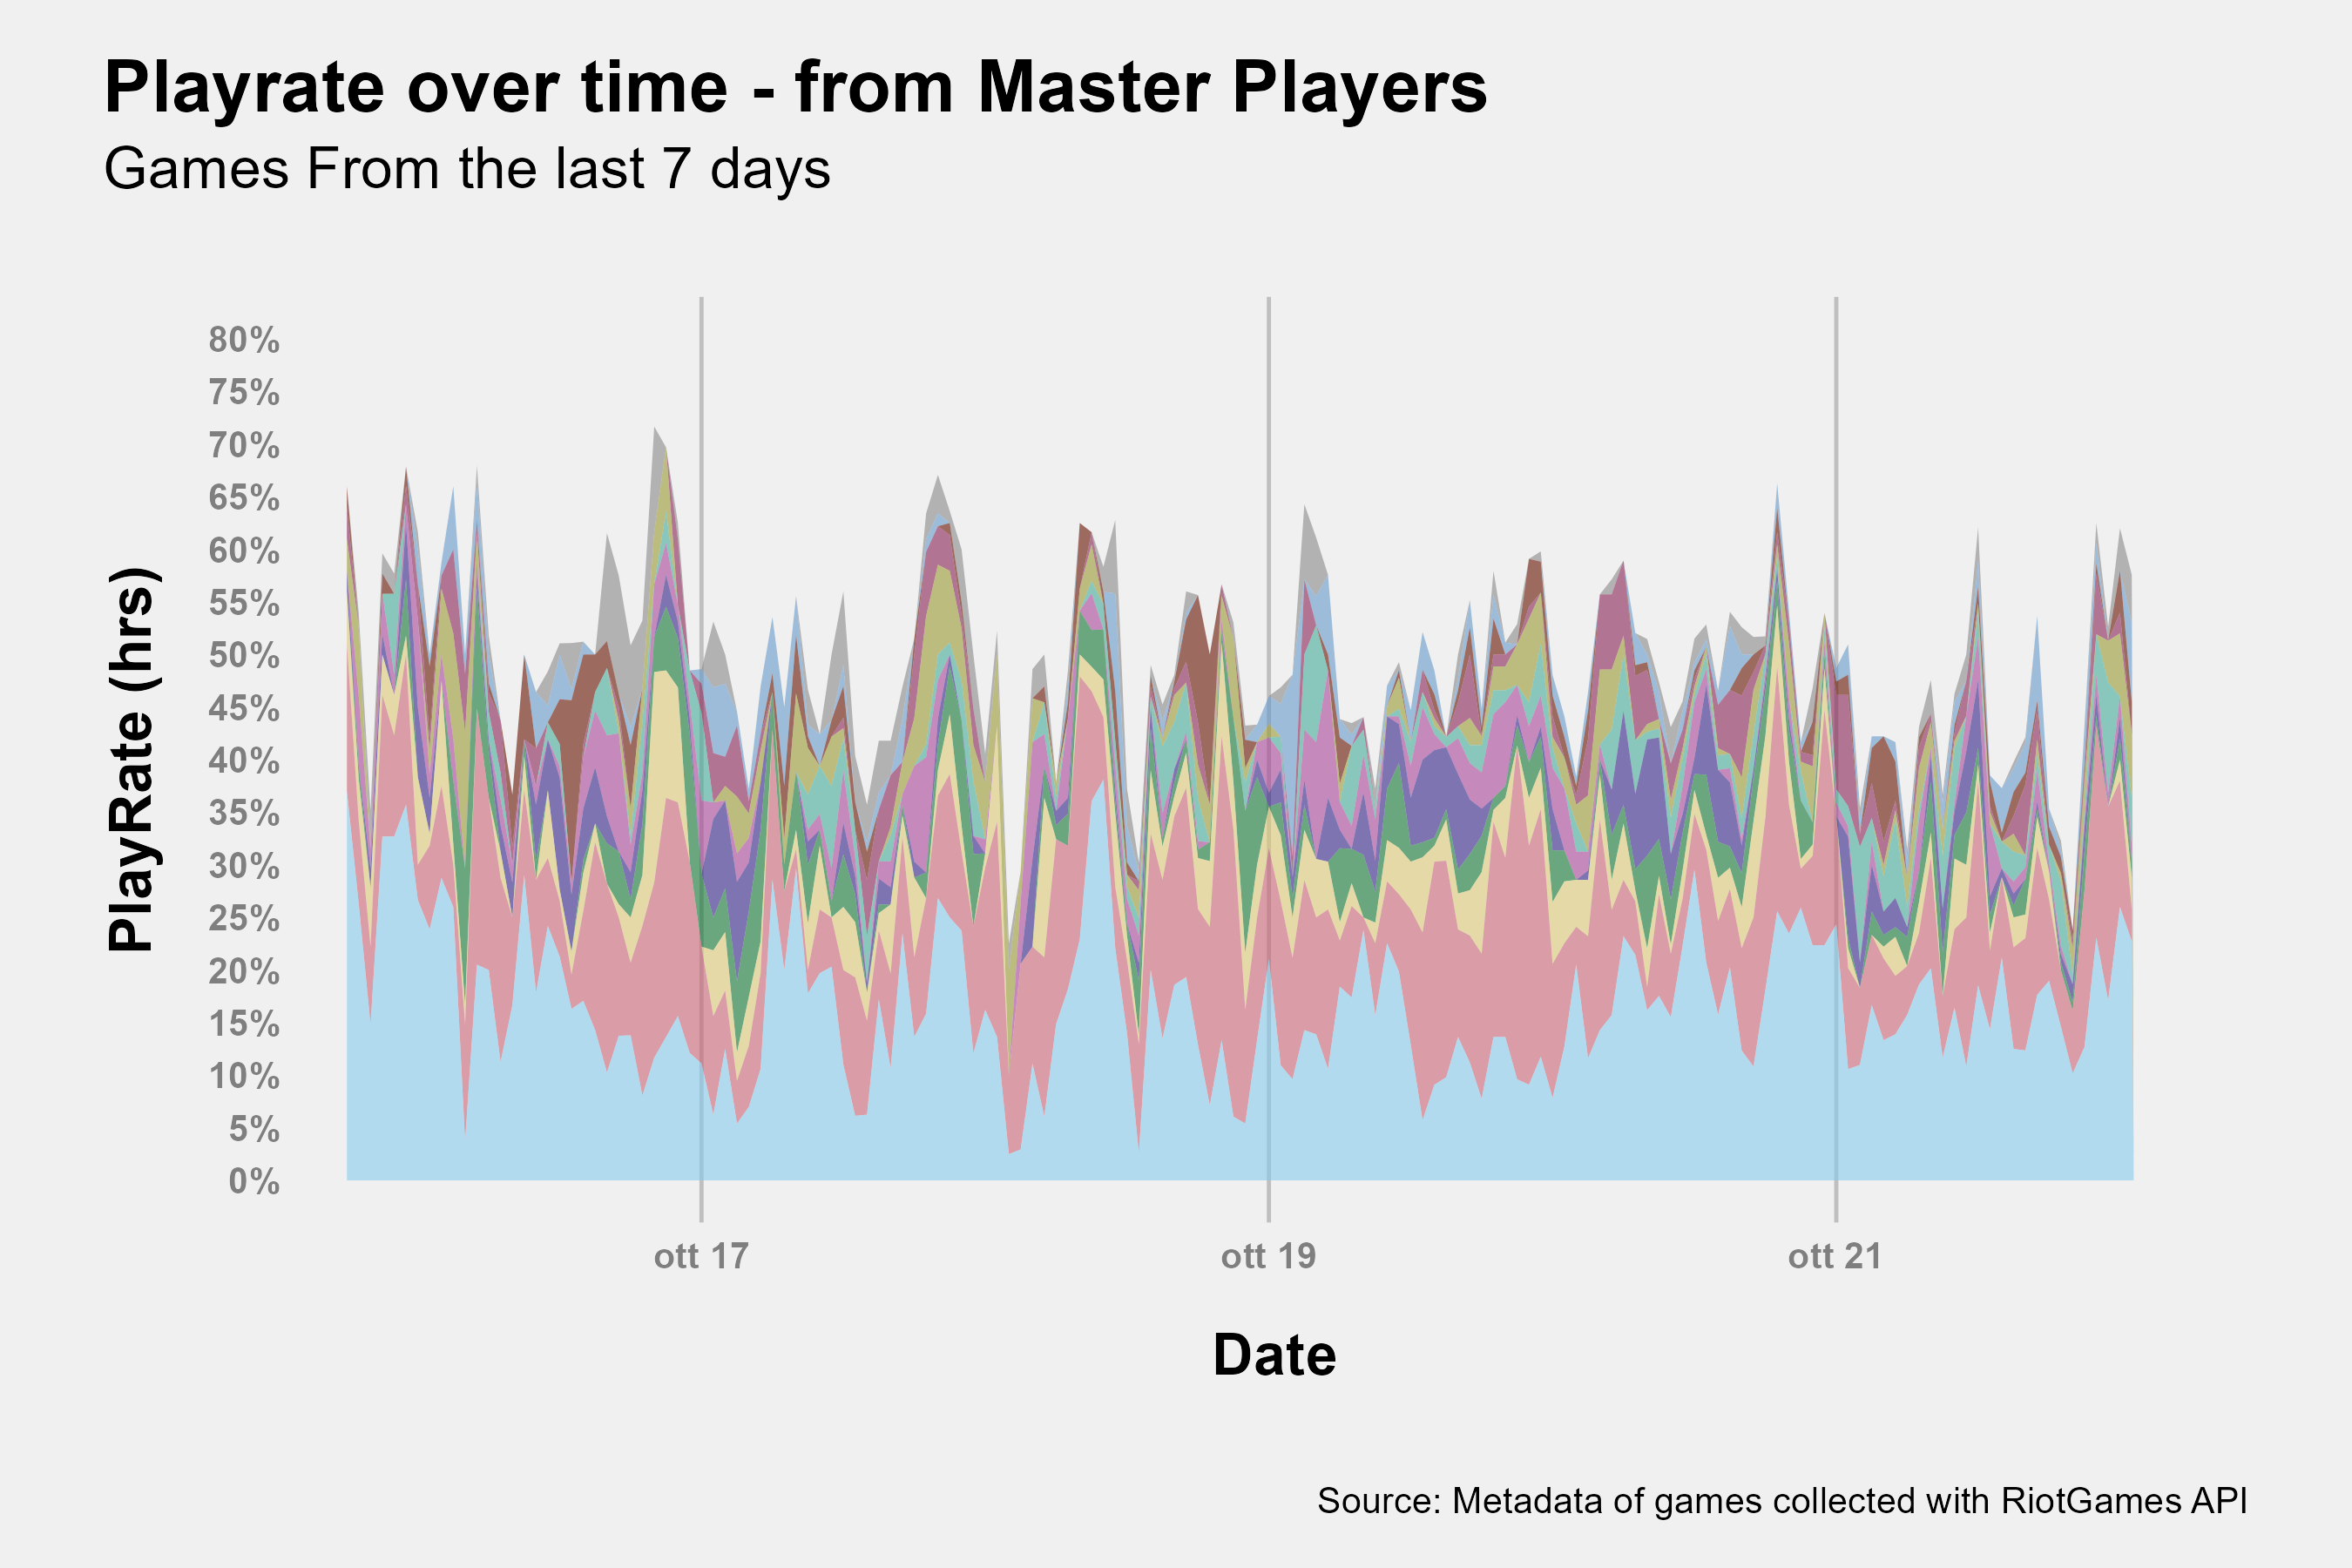 Playrate over time - from Master Players
Games From the last 7 days
80%
75%
70%
65%
60%
55%
50%
45%
40%
35%
30%
25%
20%
15%
10%
5%
0%
PlayRate (hrs)
ott 17
ott 19
ott 21
Date
Source: Metadata of games collected with RiotGames API